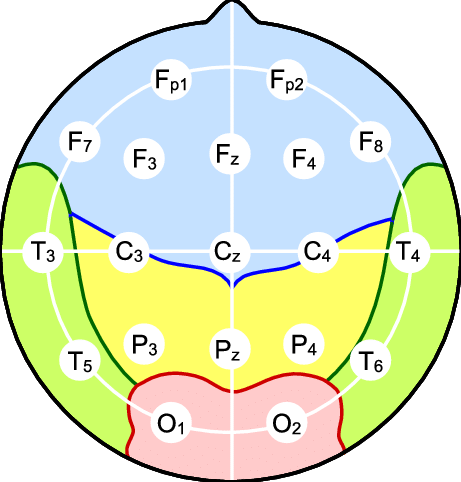 Fp1 Fp2
F7 F3 Fz F4 F8
T3 C3 Cz C4 T4
T5 P3 Pz P4 T6
O1 O2